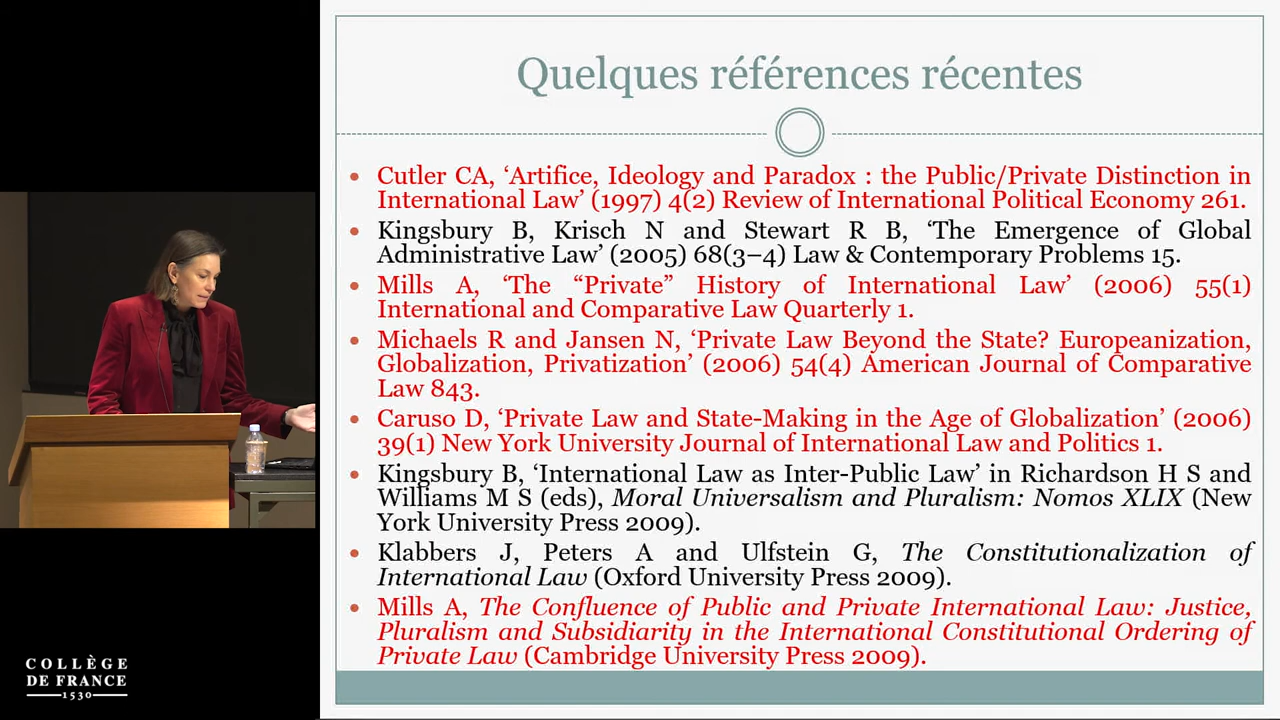 Quelques références récentes
Cutler CA, ‘Artifice, Ideology and Paradox : the Public/Private Distinction in
International Law’ (1997) 4(2) Review of International Political Economy 261.
Kingsbury B, Krisch N and Stewart R B, ‘The Emergence of Global
Administrative Law’ (2005) 68(3–4) Law & Contemporary Problems 15.
Mills A, ‘The “Private” History of International Law’ (2006) 55(1)
International and Comparative Law Quarterly 1.
Michaels R and Jansen N, ‘Private Law Beyond the State? Europeanization,
Globalization, Privatization’ (2006) 54(4) American Journal of Comparative
Law 843.
Caruso D, ‘Private Law and State-Making in the Age of Globalization’ (2006)
39(1) New York University Journal of International Law and Politics 1.
Kingsbury B, ‘International Law as Inter-Public Law’ in Richardson H S and
Williams M S (eds), Moral Universalism and Pluralism: Nomos XLIX (New
York University Press 2009).
Klabbers J, Peters A and Ulfstein G, The Constitutionalization of
International Law (Oxford University Press 2009).
Mills A, The Confluence of Public and Private International Law: Justice,
Pluralism and Subsidiarity in the International Constitutional Ordering of
Private Law (Cambridge University Press 2009).
COLLÈGE
DE FRANCE
1530